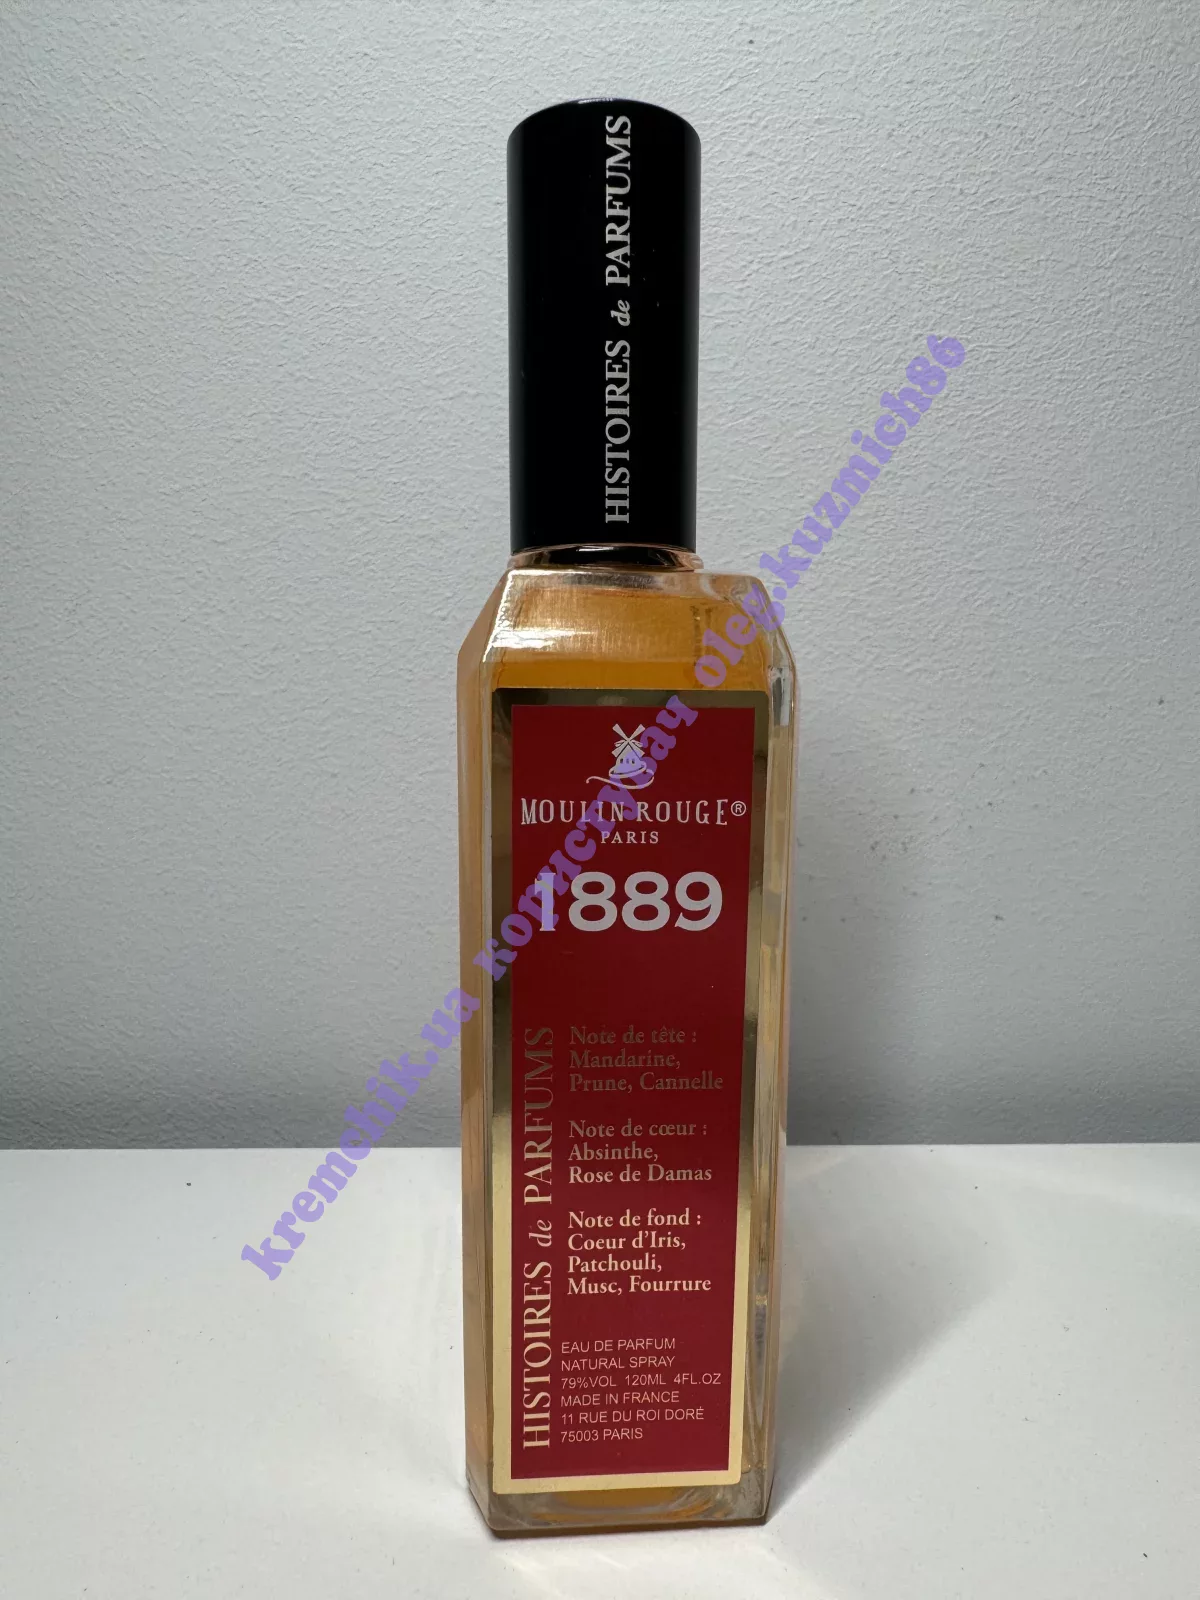 HISTOIRES de PARFUMS
MOULIN ROUGE®
PARIS
1889
HISTOIRES de PARFUMS
Note de tête :
Mandarine,
Prune, Cannelle
Note de cœur :
Absinthe,
Rose de Damas
Note de fond :
Coeur d'Iris,
Patchouli,
Musc, Fourrure
EAU DE PARFUM
NATURAL SPRAY
79%VOL 120ML 4FL.OZ
MADE IN FRANCE
11 RUE DU ROI DORÉ
75003 PARIS
kremchik.ua користувач oleg.kuzmich86